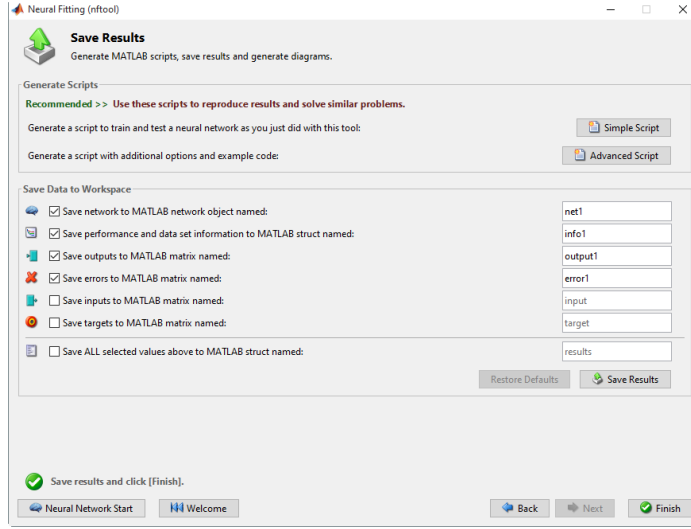 Neural Fitting (nftool)
Save Results
Generate MATLAB scripts, save results and generate diagrams.
Generate Scripts
Recommended >> Use these scripts to reproduce results and solve similar problems.
Generate a script to train and test a neural network as you just did with this tool:
Simple Script
Generate a script with additional options and example code:
Advanced Script
Save Data to Workspace
Save network to MATLAB network object named:
net1
Save performance and data set information to MATLAB struct named:
info1
Save outputs to MATLAB matrix named:
output1
Save errors to MATLAB matrix named:
error1
Save inputs to MATLAB matrix named:
input
Save targets to MATLAB matrix named:
target
Save ALL selected values above to MATLAB struct named:
results
Restore Defaults
Save Results
Save results and click [Finish].
Neural Network Start
Welcome
Back
Next
Finish